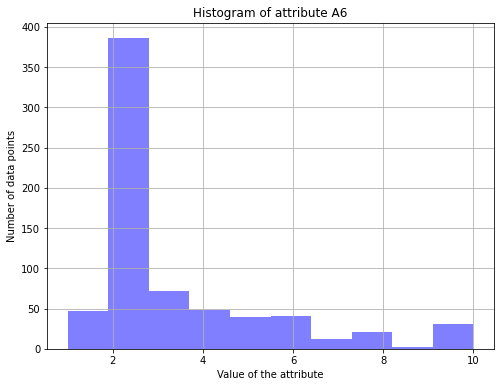 Histogram of attribute A6
400
350
300
250
200
150
100
50
0
Number of data points
2 4 6 8 10
Value of the attribute